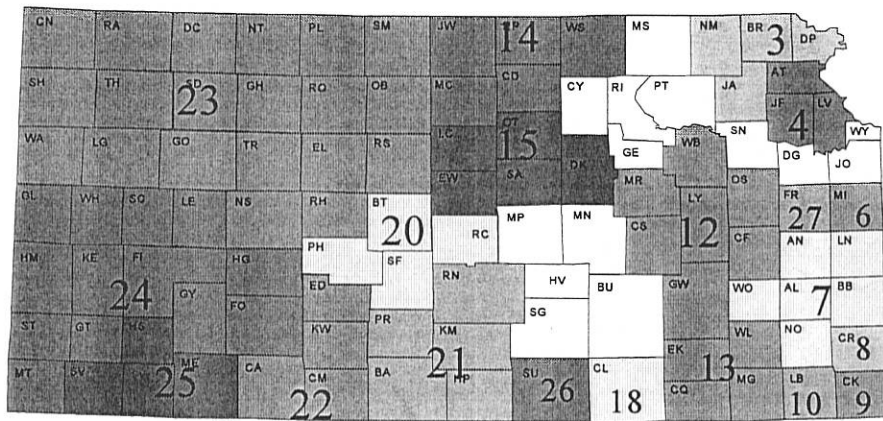 CN RA DC NT PL SM JW 14 WS MS NM BR 3 DP
SH TH SD 23 GH RO OB MC CD CY RI PT JA AT JF 4 LV
WA LG GO TR EL RS LC OT 15 DK GE WB SN DG JO WY
GL WH SC LE NS RH BT 20 EW SA MR OS FR 27 MI 6
PH RC MP MN CS LY 12 CF AN LN
HM KE FI 24 HG SF RN HV BU GW WO AL 7 BB
GY FO ED SG
ST GT HS KW PR KM 21 EK 13 WL NO CR 8
MT SV 25 ME CA CM 22 BA HP SU 26 CL 18 CQ MG LB 10 CK 9